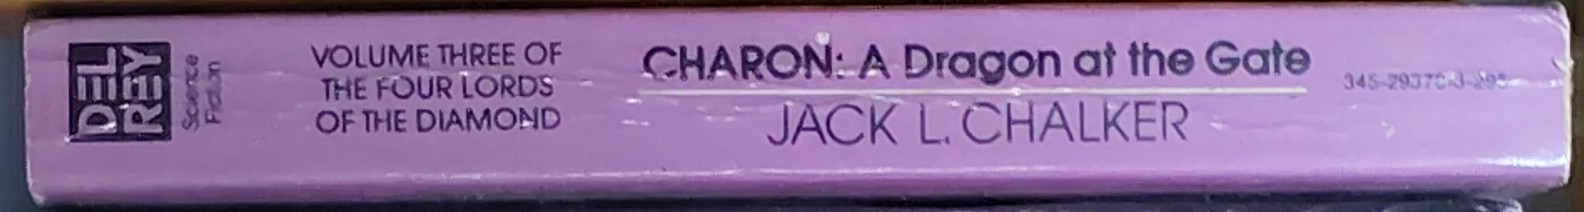 DEL
REY
Science
Fiction
VOLUME THREE OF
THE FOUR LORDS
OF THE DIAMOND
CHARON: A Dragon at the Gate
JACK L. CHALKER